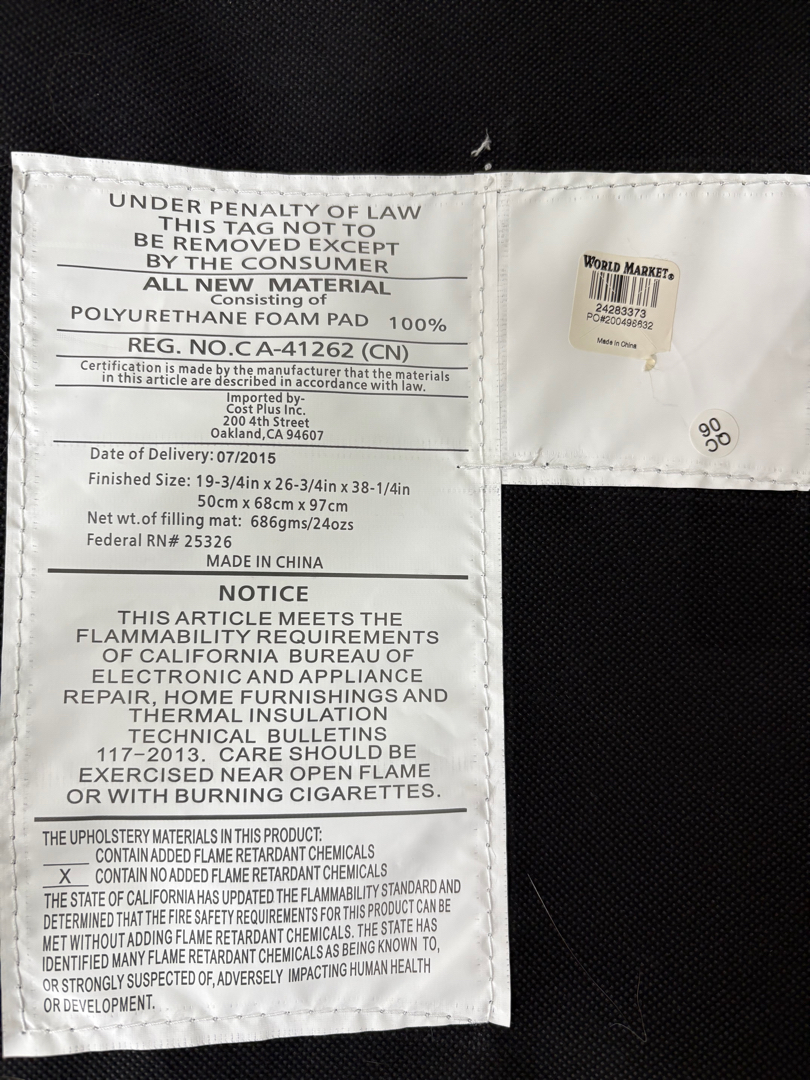 UNDER PENALTY OF LAW
THIS TAG NOT TO
BE REMOVED EXCEPT
BY THE CONSUMER
ALL NEW MATERIAL
Consisting of
POLYURETHANE FOAM PAD 100%
REG. NO.CA-41262 (CN)
Certification is made by the manufacturer that the materials
in this article are described in accordance with law.
Imported by-
Cost Plus Inc.
200 4th Street
Oakland,CA 94607
Date of Delivery: 07/2015
Finished Size: 19-3/4in x 26-3/4in x 38-1/4in
50cm x 68cm x 97cm
Net wt.of filling mat: 686gms/24ozs
Federal RN# 25326
MADE IN CHINA
NOTICE
THIS ARTICLE MEETS THE
FLAMMABILITY REQUIREMENTS
OF CALIFORNIA BUREAU OF
ELECTRONIC AND APPLIANCE
REPAIR, HOME FURNISHINGS AND
THERMAL INSULATION
TECHNICAL BULLETINS
117-2013. CARE SHOULD BE
EXERCISED NEAR OPEN FLAME
OR WITH BURNING CIGARETTES.
THE UPHOLSTERY MATERIALS IN THIS PRODUCT:
CONTAIN ADDED FLAME RETARDANT CHEMICALS
X CONTAIN NO ADDED FLAME RETARDANT CHEMICALS
THE STATE OF CALIFORNIA HAS UPDATED THE FLAMMABILITY STANDARD AND
DETERMINED THAT THE FIRE SAFETY REQUIREMENTS FOR THIS PRODUCT CAN BE
MET WITHOUT ADDING FLAME RETARDANT CHEMICALS. THE STATE HAS
IDENTIFIED MANY FLAME RETARDANT CHEMICALS AS BEING KNOWN TO,
OR STRONGLY SUSPECTED OF, ADVERSELY IMPACTING HUMAN HEALTH
OR DEVELOPMENT.
WORLD MARKET®
24283373
PO#200496632
Made in China
QC
06